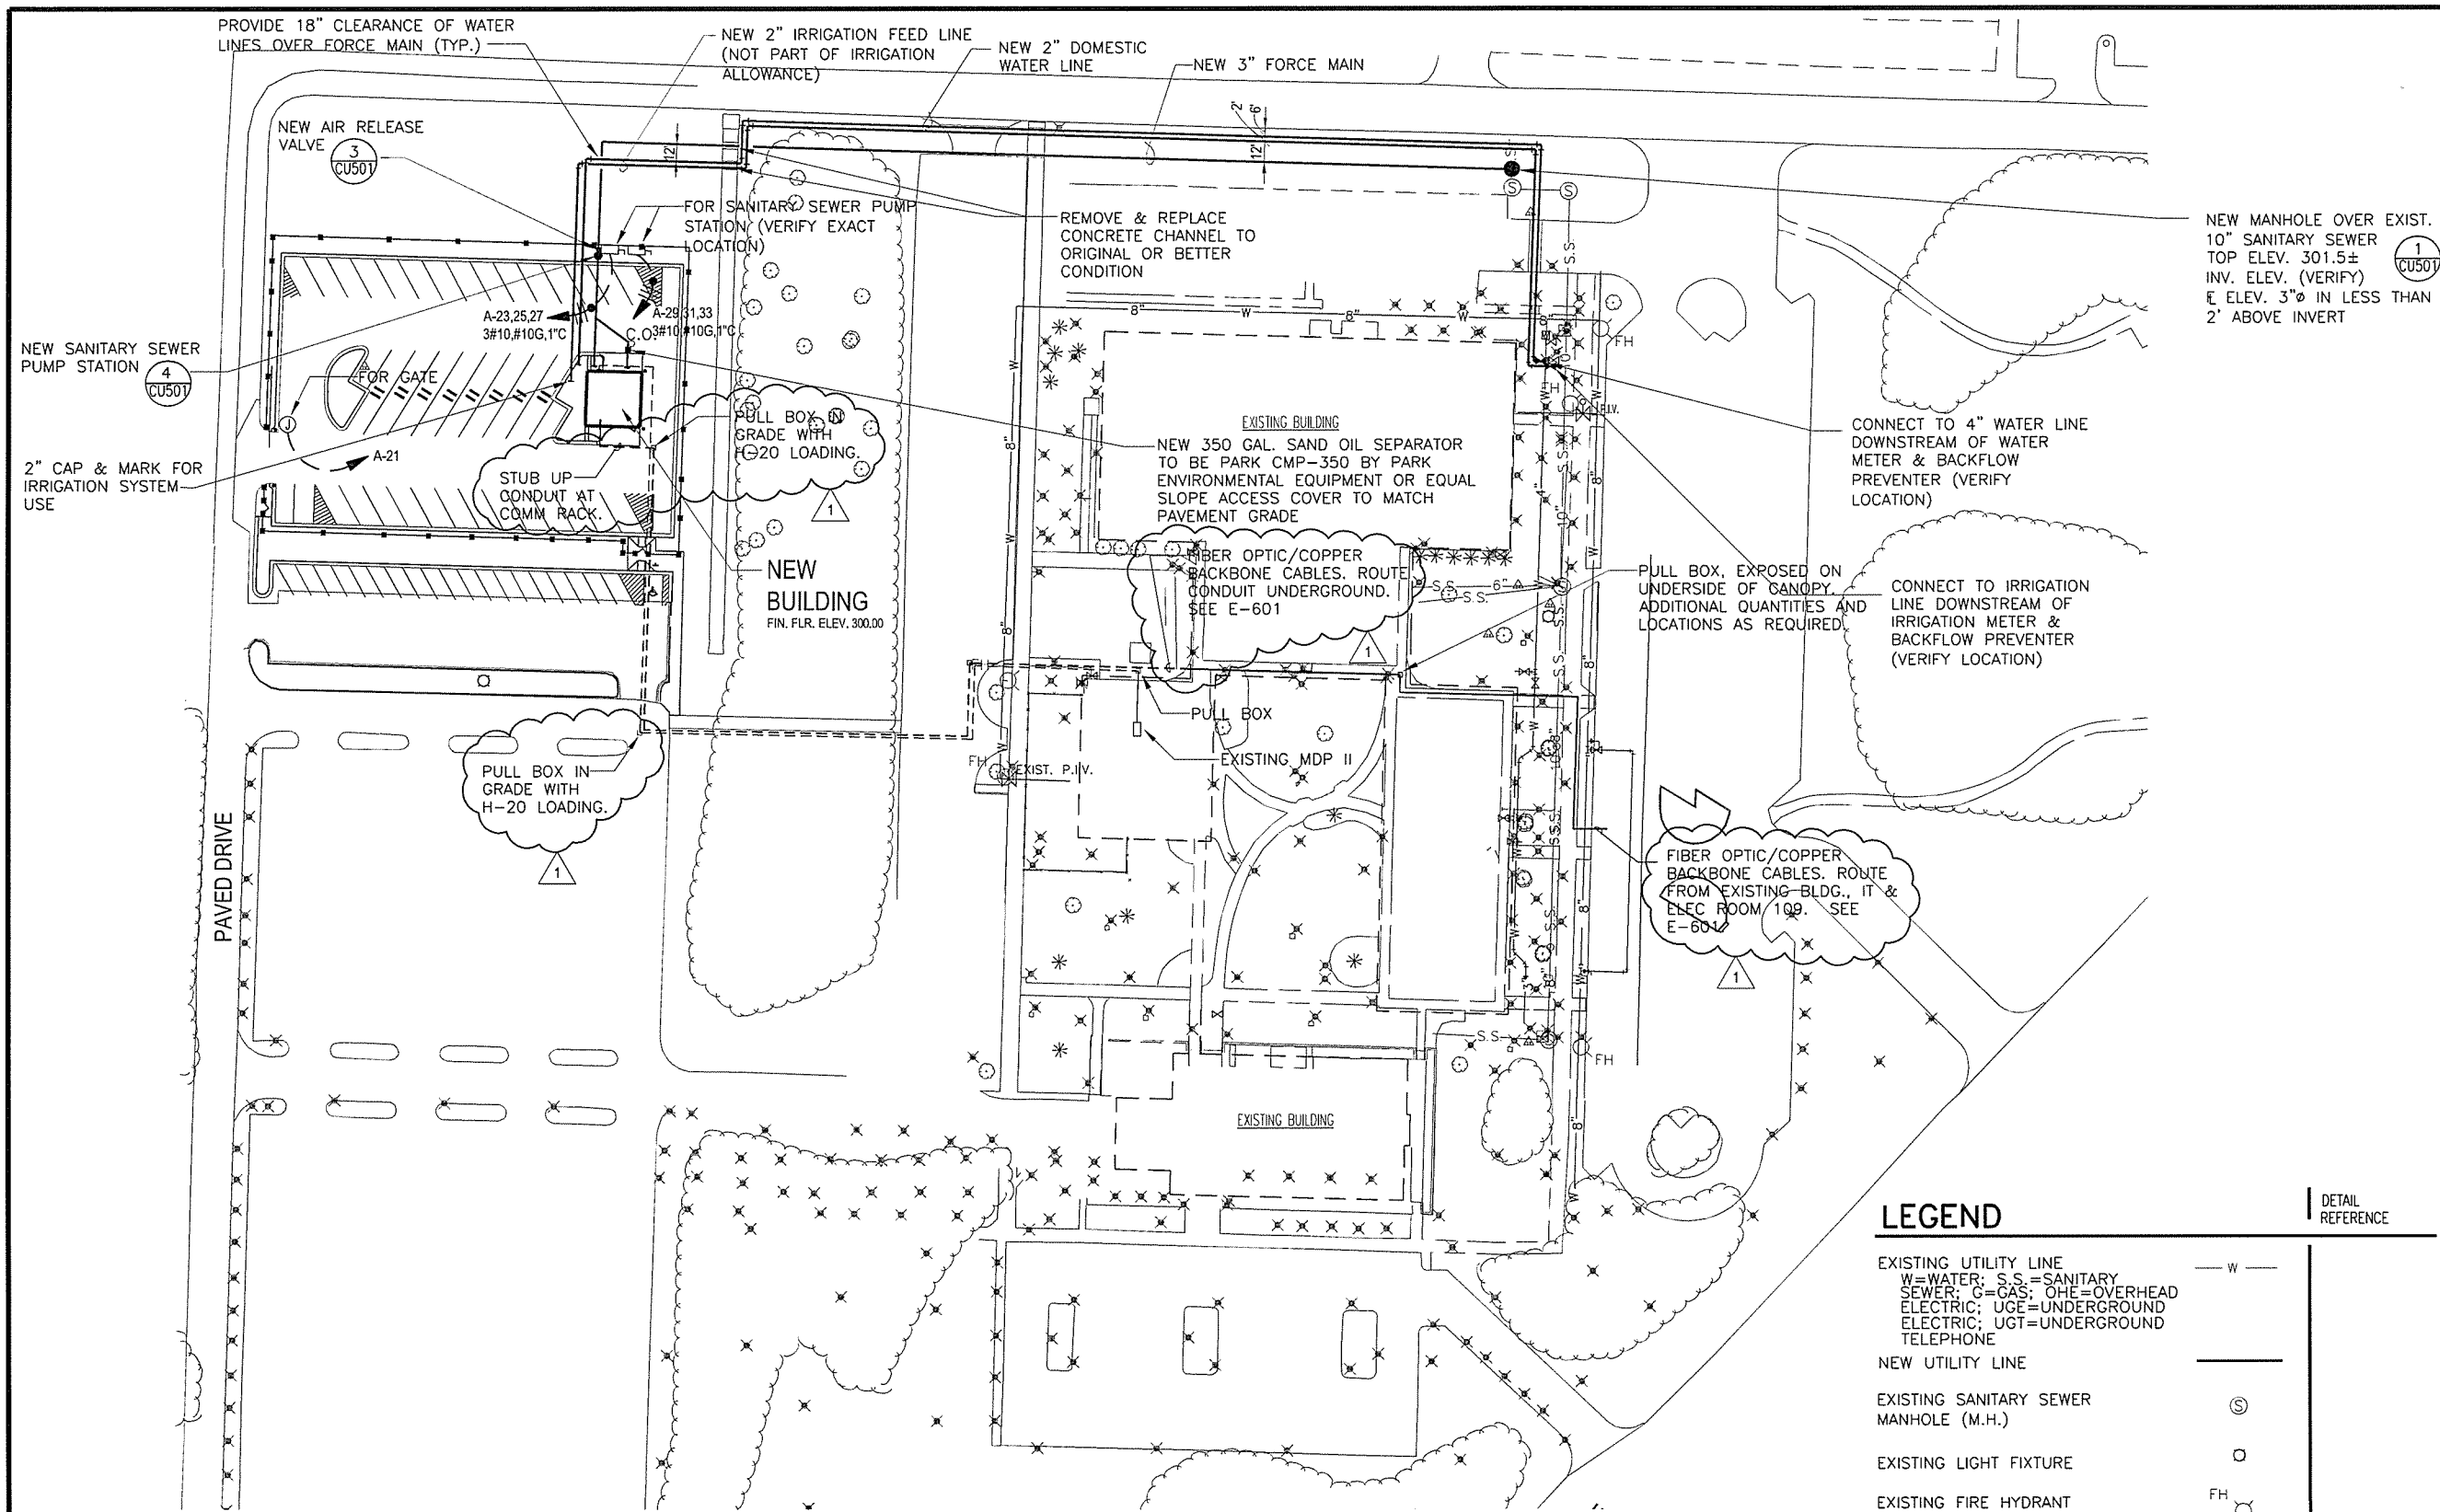 PROVIDE 18" CLEARANCE OF WATER
LINES OVER FORCE MAIN (TYP.)
NEW 2" IRRIGATION FEED LINE
(NOT PART OF IRRIGATION
ALLOWANCE)
NEW 2" DOMESTIC
WATER LINE
NEW 3" FORCE MAIN
NEW AIR RELEASE
VALVE
3
CU501
12'
2'
6'
12'
S.S.
S
S
FOR SANITARY SEWER PUMP
STATION (VERIFY EXACT
LOCATION)
REMOVE & REPLACE
CONCRETE CHANNEL TO
ORIGINAL OR BETTER
CONDITION
NEW MANHOLE OVER EXIST.
10" SANITARY SEWER
TOP ELEV. 301.5±
INV. ELEV. (VERIFY)
℄ ELEV. 3"ø IN LESS THAN
2' ABOVE INVERT
1
CU501
A-23,25,27
3#10,#10G,1"C
A-29,31,33
3#10,#10G,1"C
C.O.
8" W 8" W
FH
NEW SANITARY SEWER
PUMP STATION
4
CU501
FOR GATE
J
A-21
2" CAP & MARK FOR
IRRIGATION SYSTEM
USE
PULL BOX IN
GRADE WITH
H-20 LOADING.
STUB UP
CONDUIT AT
COMM RACK.
1
EXISTING BUILDING
NEW 350 GAL. SAND OIL SEPARATOR
TO BE PARK CMP-350 BY PARK
ENVIRONMENTAL EQUIPMENT OR EQUAL
SLOPE ACCESS COVER TO MATCH
PAVEMENT GRADE
P.I.V.
CONNECT TO 4" WATER LINE
DOWNSTREAM OF WATER
METER & BACKFLOW
PREVENTER (VERIFY
LOCATION)
NEW
BUILDING
FIN. FLR. ELEV. 300.00
FIBER OPTIC/COPPER
BACKBONE CABLES. ROUTE
CONDUIT UNDERGROUND.
SEE E-601
1
S.S. 6"
S.S.
PULL BOX, EXPOSED ON
UNDERSIDE OF CANOPY.
ADDITIONAL QUANTITIES AND
LOCATIONS AS REQUIRED
CONNECT TO IRRIGATION
LINE DOWNSTREAM OF
IRRIGATION METER &
BACKFLOW PREVENTER
(VERIFY LOCATION)
PULL BOX
EXISTING MDP II
FH
EXIST. P.I.V.
PULL BOX IN
GRADE WITH
H-20 LOADING.
1
PAVED DRIVE
FIBER OPTIC/COPPER
BACKBONE CABLES. ROUTE
FROM EXISTING BLDG., IT &
ELEC ROOM 109. SEE
E-601
1
S.S.
FH
EXISTING BUILDING
LEGEND
DETAIL
REFERENCE
EXISTING UTILITY LINE
W=WATER; S.S.=SANITARY
SEWER; G=GAS; OHE=OVERHEAD
ELECTRIC; UGE=UNDERGROUND
ELECTRIC; UGT=UNDERGROUND
TELEPHONE
W
NEW UTILITY LINE
EXISTING SANITARY SEWER
MANHOLE (M.H.)
S
EXISTING LIGHT FIXTURE
EXISTING FIRE HYDRANT
FH